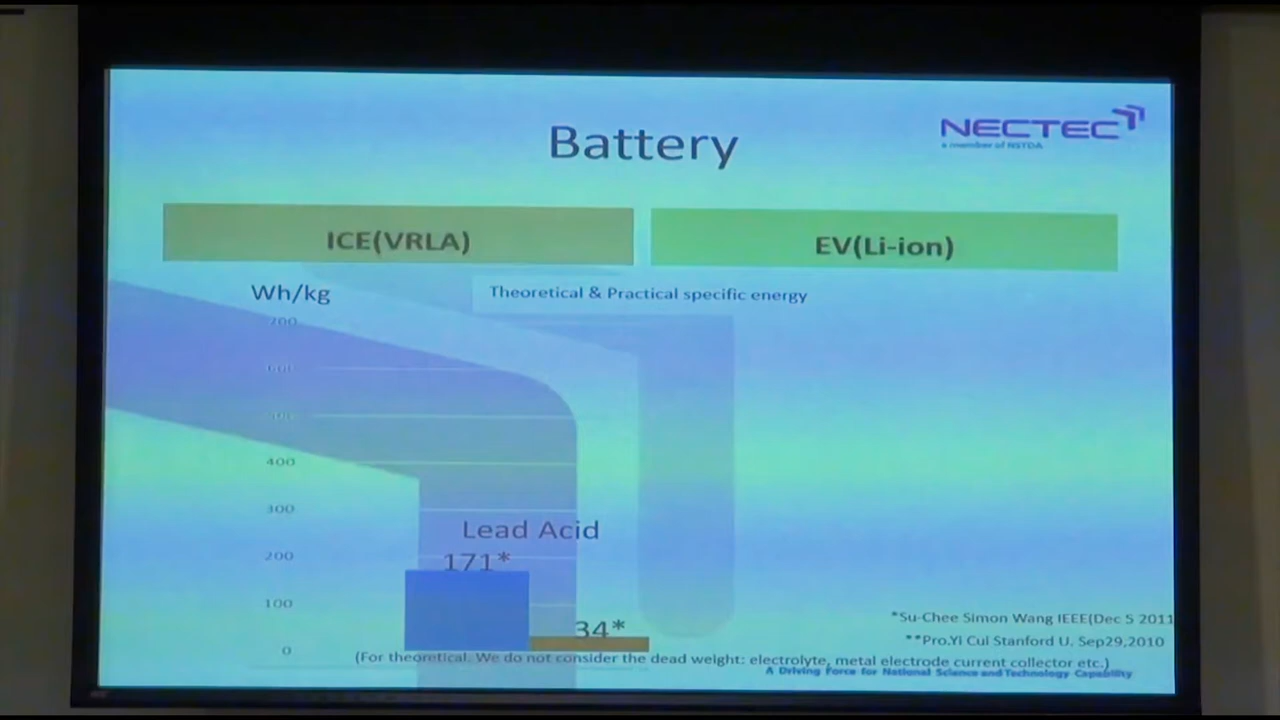 Battery
NECTEC
a member of NSTDA
ICE(VRLA)
EV(Li-ion)
Wh/kg
Theoretical & Practical specific energy
700
600
500
400
300
Lead Acid
200
171*
100
34*
0
*Su-Chee Simon Wang IEEE(Dec 5 2011
**Pro.Yi Cui Stanford U. Sep29,2010
(For theoretical. We do not consider the dead weight: electrolyte, metal electrode current collector etc.)
A Driving Force for National Science and Technology Capability